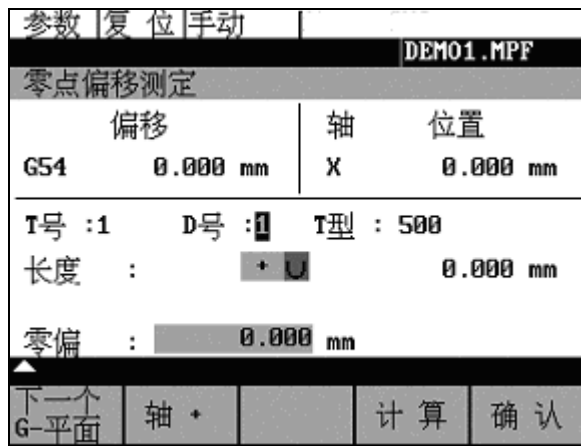 参数 复 位 手动
DEMO1.MPF
零点偏移测定
偏移 轴 位置
G54 0.000 mm X 0.000 mm
T号 :1 D号 :1 T型 : 500
长度 : + 0.000 mm
零偏 : 0.000 mm
下一个 轴 + 计 算 确 认
G-平面